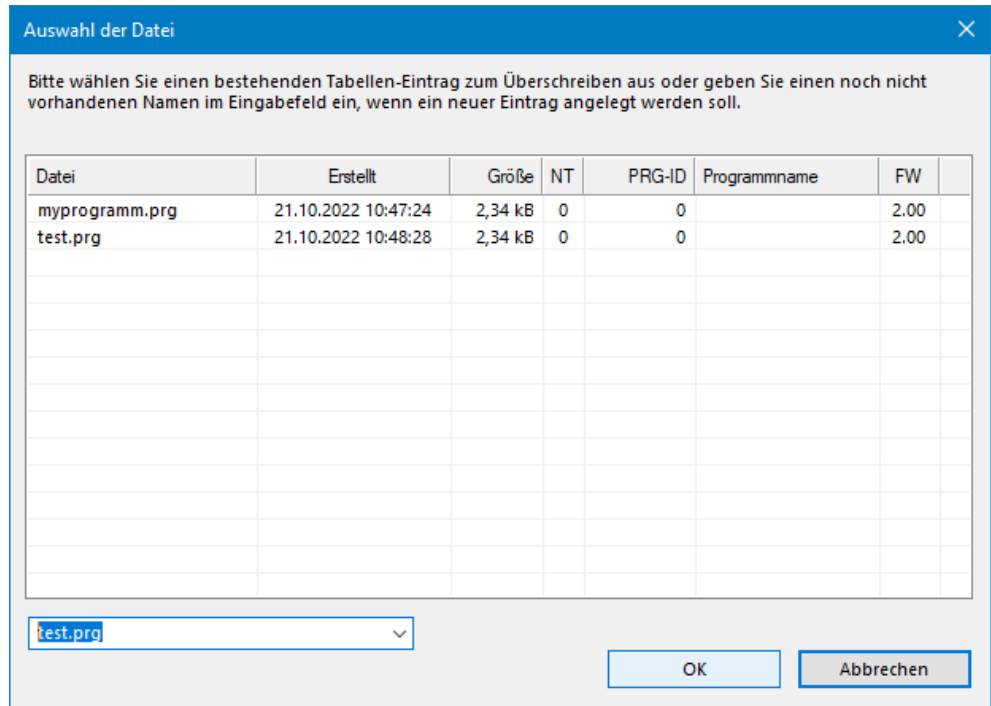 Auswahl der Datei
Bitte wählen Sie einen bestehenden Tabellen-Eintrag zum Überschreiben aus oder geben Sie einen noch nicht
vorhandenen Namen im Eingabefeld ein, wenn ein neuer Eintrag angelegt werden soll.
Datei Erstellt Größe NT PRG-ID Programmname FW
myprogramm.prg 21.10.2022 10:47:24 2,34 kB 0 0 2.00
test.prg 21.10.2022 10:48:28 2,34 kB 0 0 2.00
test.prg
OK Abbrechen